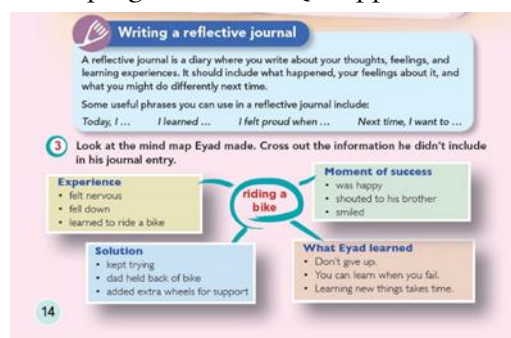 Writing a reflective journal
A reflective journal is a diary where you write about your thoughts, feelings, and
learning experiences. It should include what happened, your feelings about it, and
what you might do differently next time.
Some useful phrases you can use in a reflective journal include:
Today, I ... I learned ... I felt proud when ... Next time, I want to ...
3 Look at the mind map Eyad made. Cross out the information he didn't include
in his journal entry.
Experience
• felt nervous
• fell down
• learned to ride a bike
riding a
bike
Moment of success
• was happy
• shouted to his brother
• smiled
Solution
• kept trying
• dad held back of bike
• added extra wheels for support
What Eyad learned
• Don't give up.
• You can learn when you fail.
• Learning new things takes time.
14